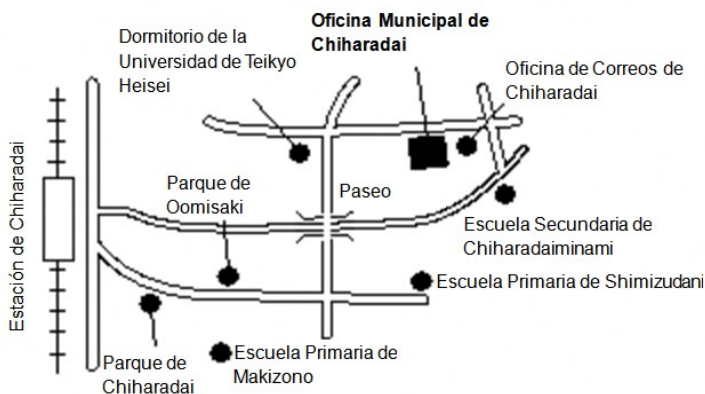 Oficina Municipal de
Chiharadai
Dormitorio de la
Universidad de Teikyo
Heisei
Oficina de Correos de
Chiharadai
Estación de Chiharadai
Parque de
Oomisaki
Paseo
Escuela Secundaria de
Chiharadaiminami
Escuela Primaria de Shimizudani
Parque de
Chiharadai
Escuela Primaria de
Makizono